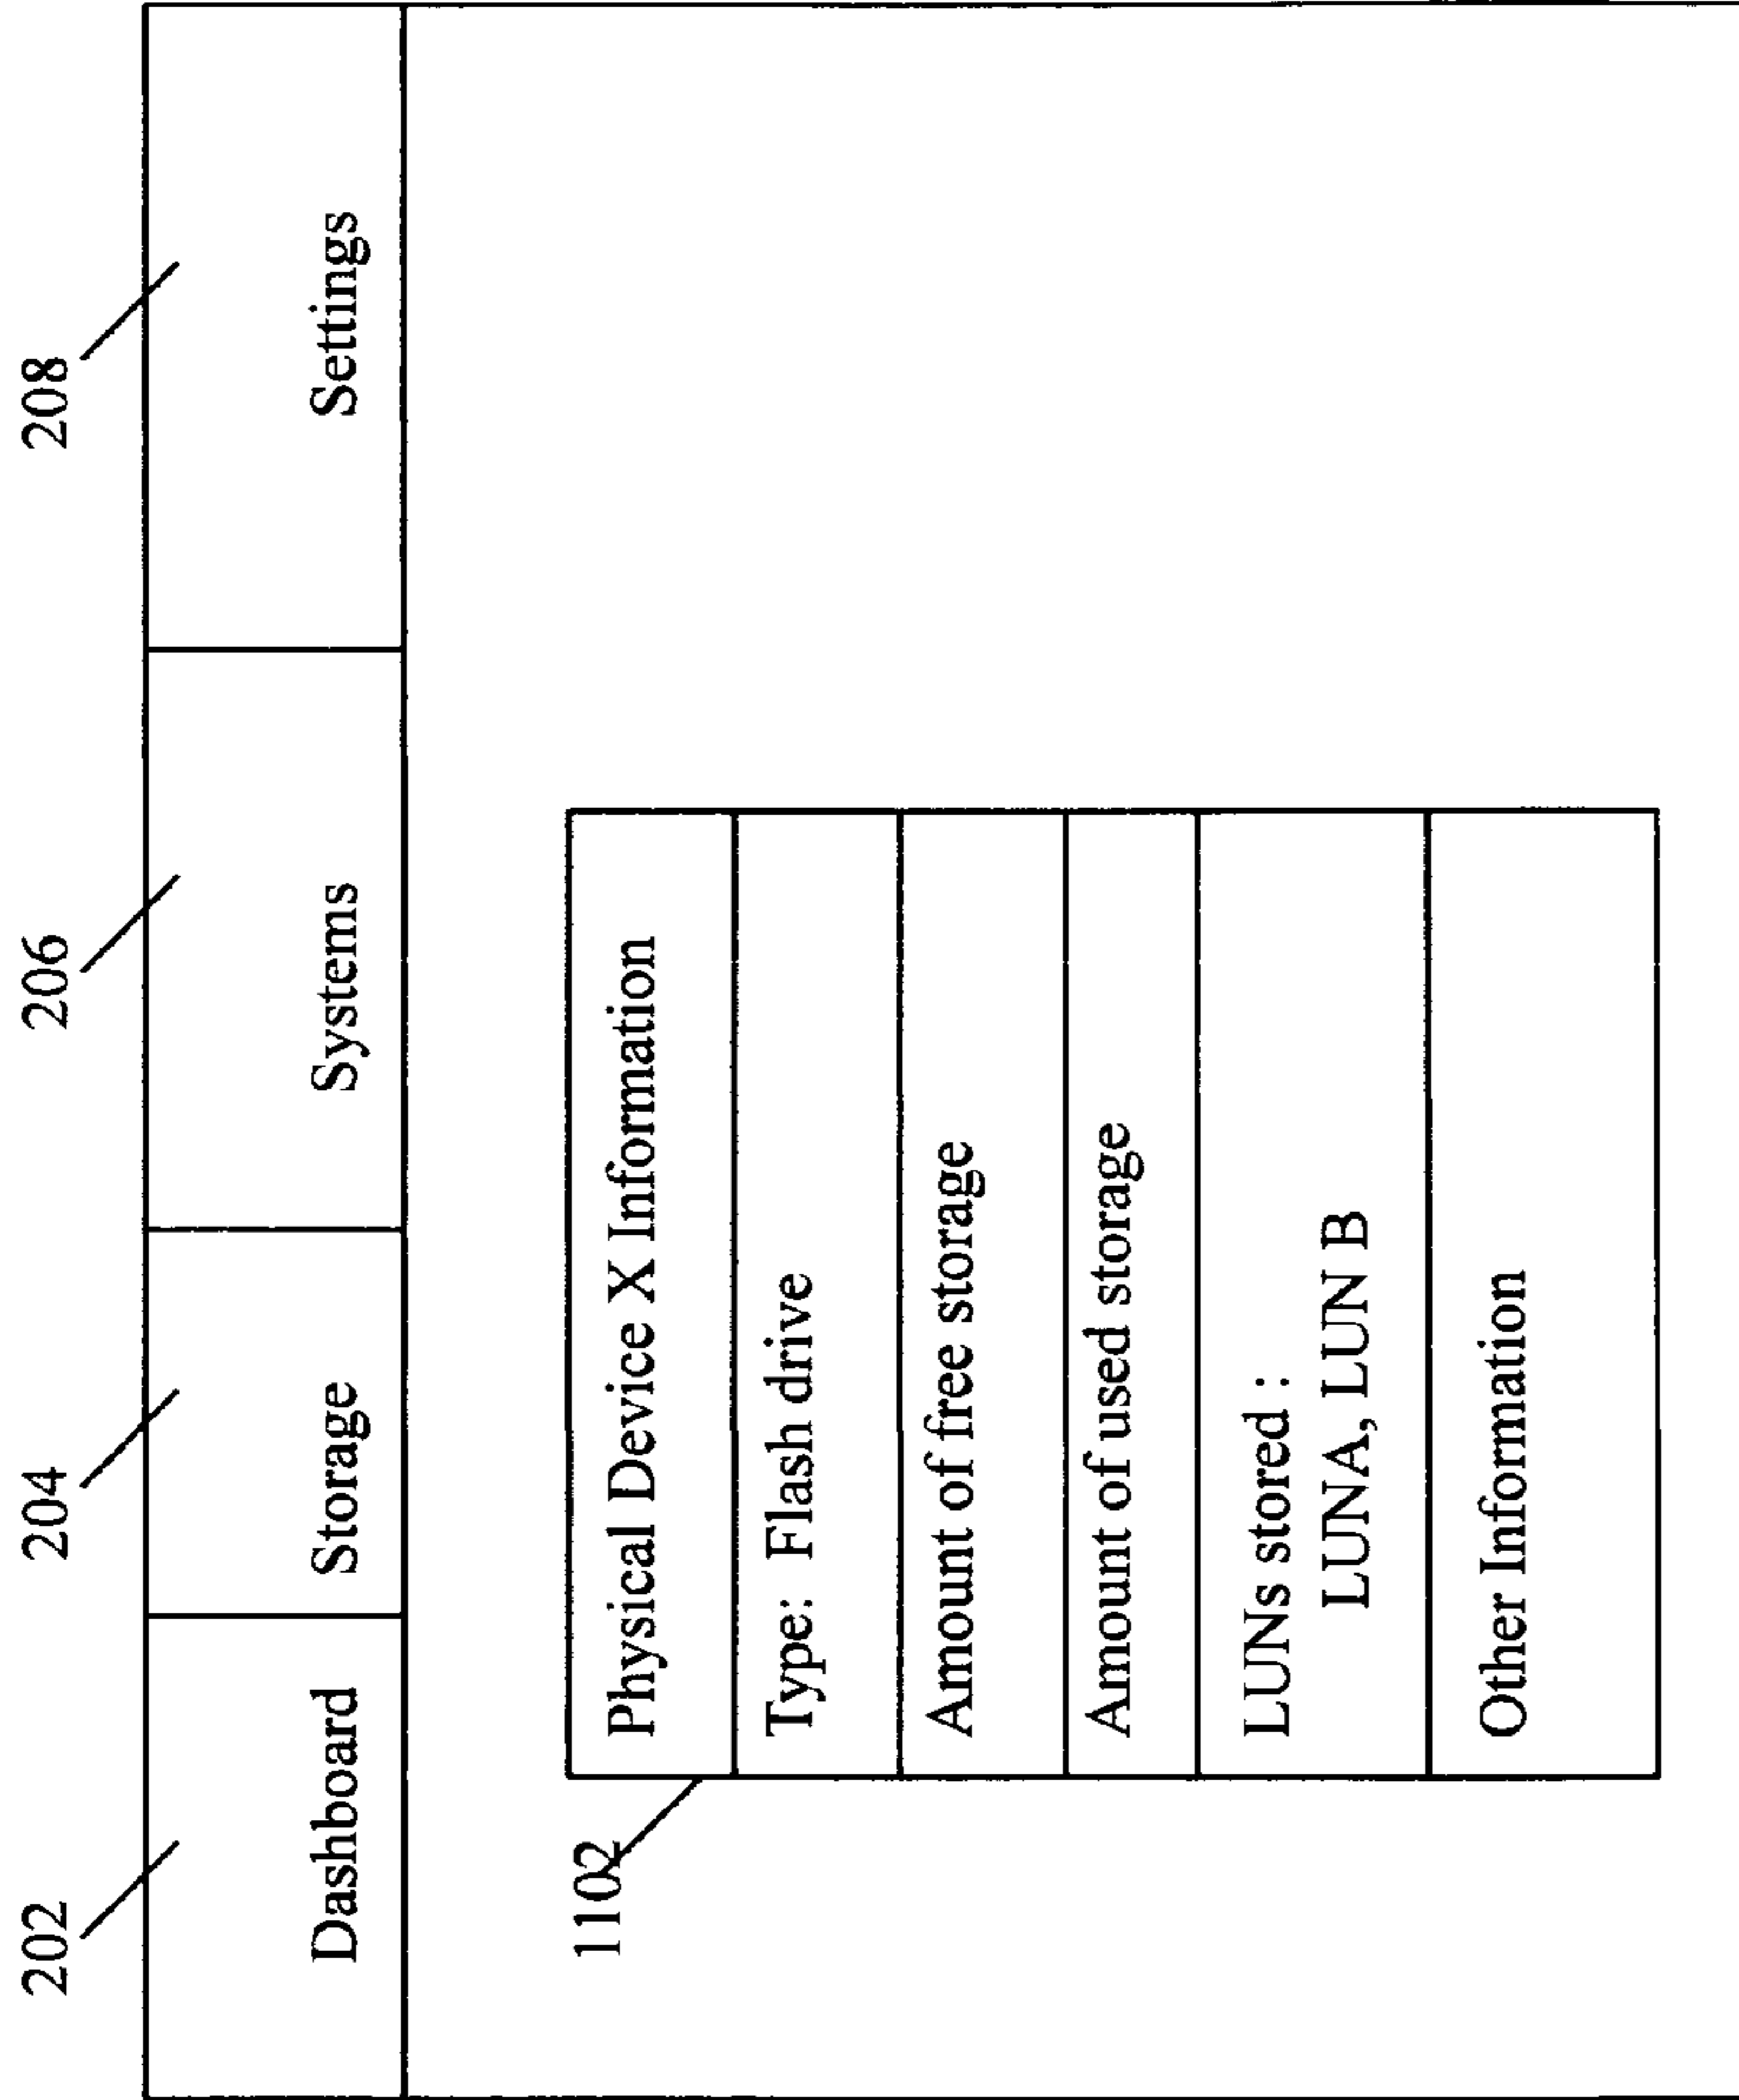 202
204
206
208
Dashboard
Storage
Systems
Settings
1102
Physical Device X Information
Type: Flash drive
Amount of free storage
Amount of used storage
LUNs stored :
LUNA, LUN B
Other Information